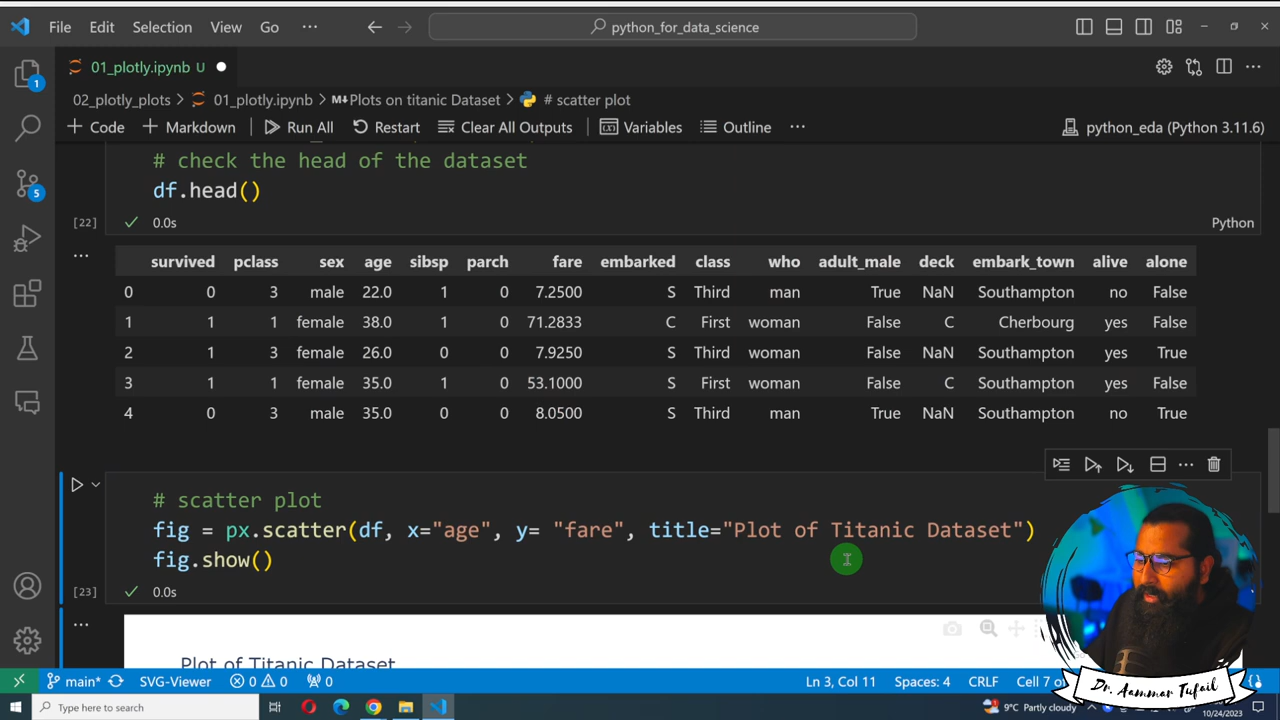 File Edit Selection View Go ··· python_for_data_science
01_plotly.ipynb U
02_plotly_plots > 01_plotly.ipynb > M↓Plots on titanic Dataset > # scatter plot
+ Code + Markdown Run All Restart Clear All Outputs Variables Outline ··· python_eda (Python 3.11.6)
# check the head of the dataset
df.head()
[22] ✓ 0.0s Python
survived pclass sex age sibsp parch fare embarked class who adult_male deck embark_town alive alone
0 0 3 male 22.0 1 0 7.2500 S Third man True NaN Southampton no False
1 1 1 female 38.0 1 0 71.2833 C First woman False C Cherbourg yes False
2 1 3 female 26.0 0 0 7.9250 S Third woman False NaN Southampton yes True
3 1 1 female 35.0 1 0 53.1000 S First woman False C Southampton yes False
4 0 3 male 35.0 0 0 8.0500 S Third man True NaN Southampton no True
# scatter plot
fig = px.scatter(df, x="age", y= "fare", title="Plot of Titanic Dataset")
fig.show()
[23] ✓ 0.0s
Plot of Titanic Dataset
1
5
main* SVG-Viewer 0 0 0 Ln 3, Col 11 Spaces: 4 CRLF Cell 7 of
Dr. Aammar Tufail
Type here to search 9°C Partly cloudy 10/24/2023